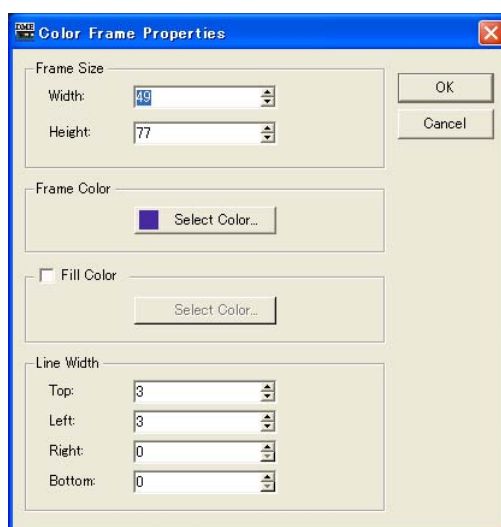 DME
Color Frame Properties
Frame Size
Width: 49
Height: 77
OK
Cancel
Frame Color
Select Color...
Fill Color
Select Color...
Line Width
Top: 3
Left: 3
Right: 0
Bottom: 0